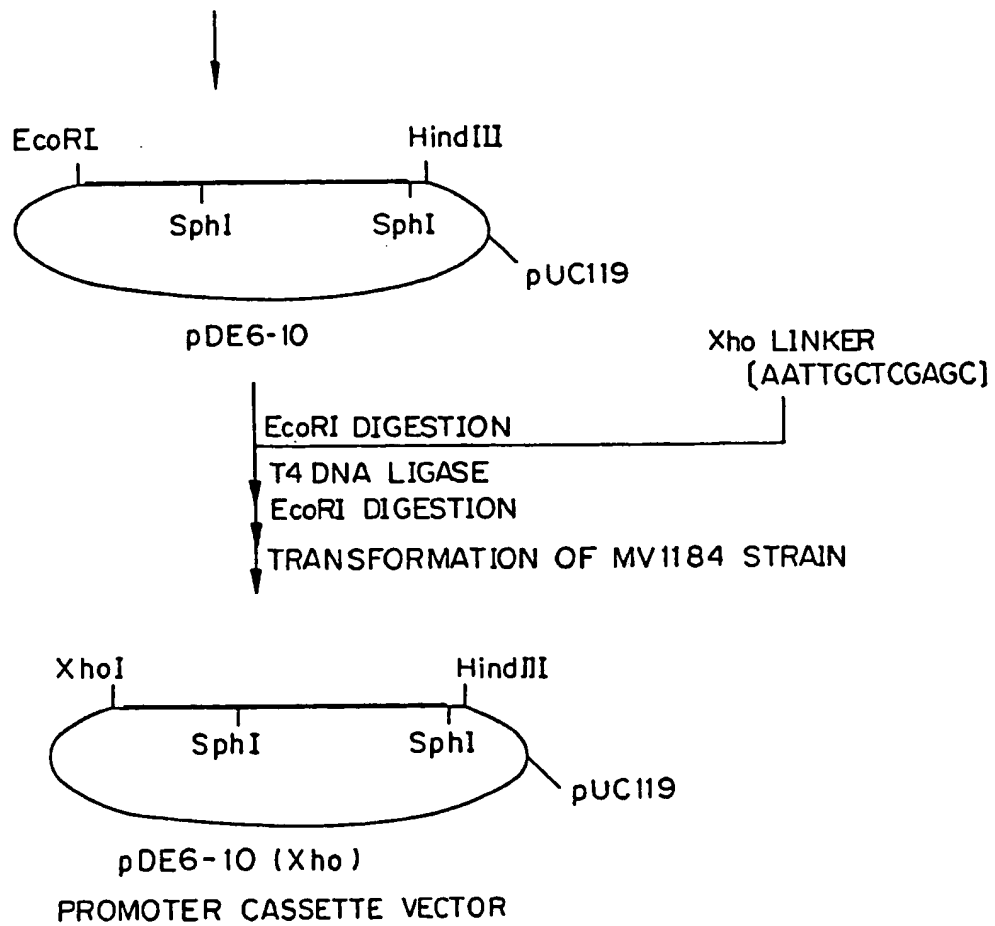 EcoRI HindIII
SphI SphI
pUC119
pDE6-10
Xho LINKER
[AATTGCTCGAGC]
EcoRI DIGESTION
T4 DNA LIGASE
EcoRI DIGESTION
TRANSFORMATION OF MV1184 STRAIN
XhoI HindIII
SphI SphI
pUC119
pDE6-10 (Xho)
PROMOTER CASSETTE VECTOR